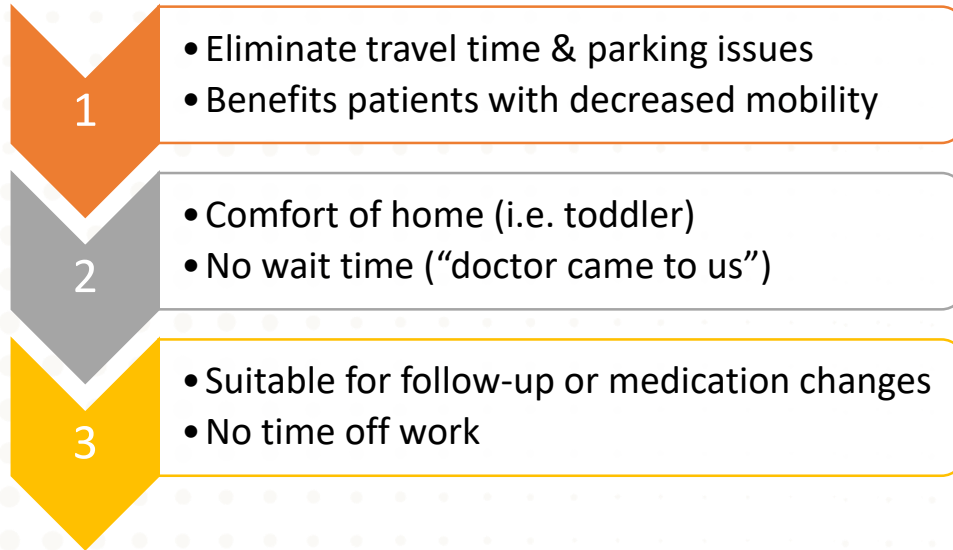 1
• Eliminate travel time & parking issues
• Benefits patients with decreased mobility
2
• Comfort of home (i.e. toddler)
• No wait time (“doctor came to us”)
3
• Suitable for follow-up or medication changes
• No time off work